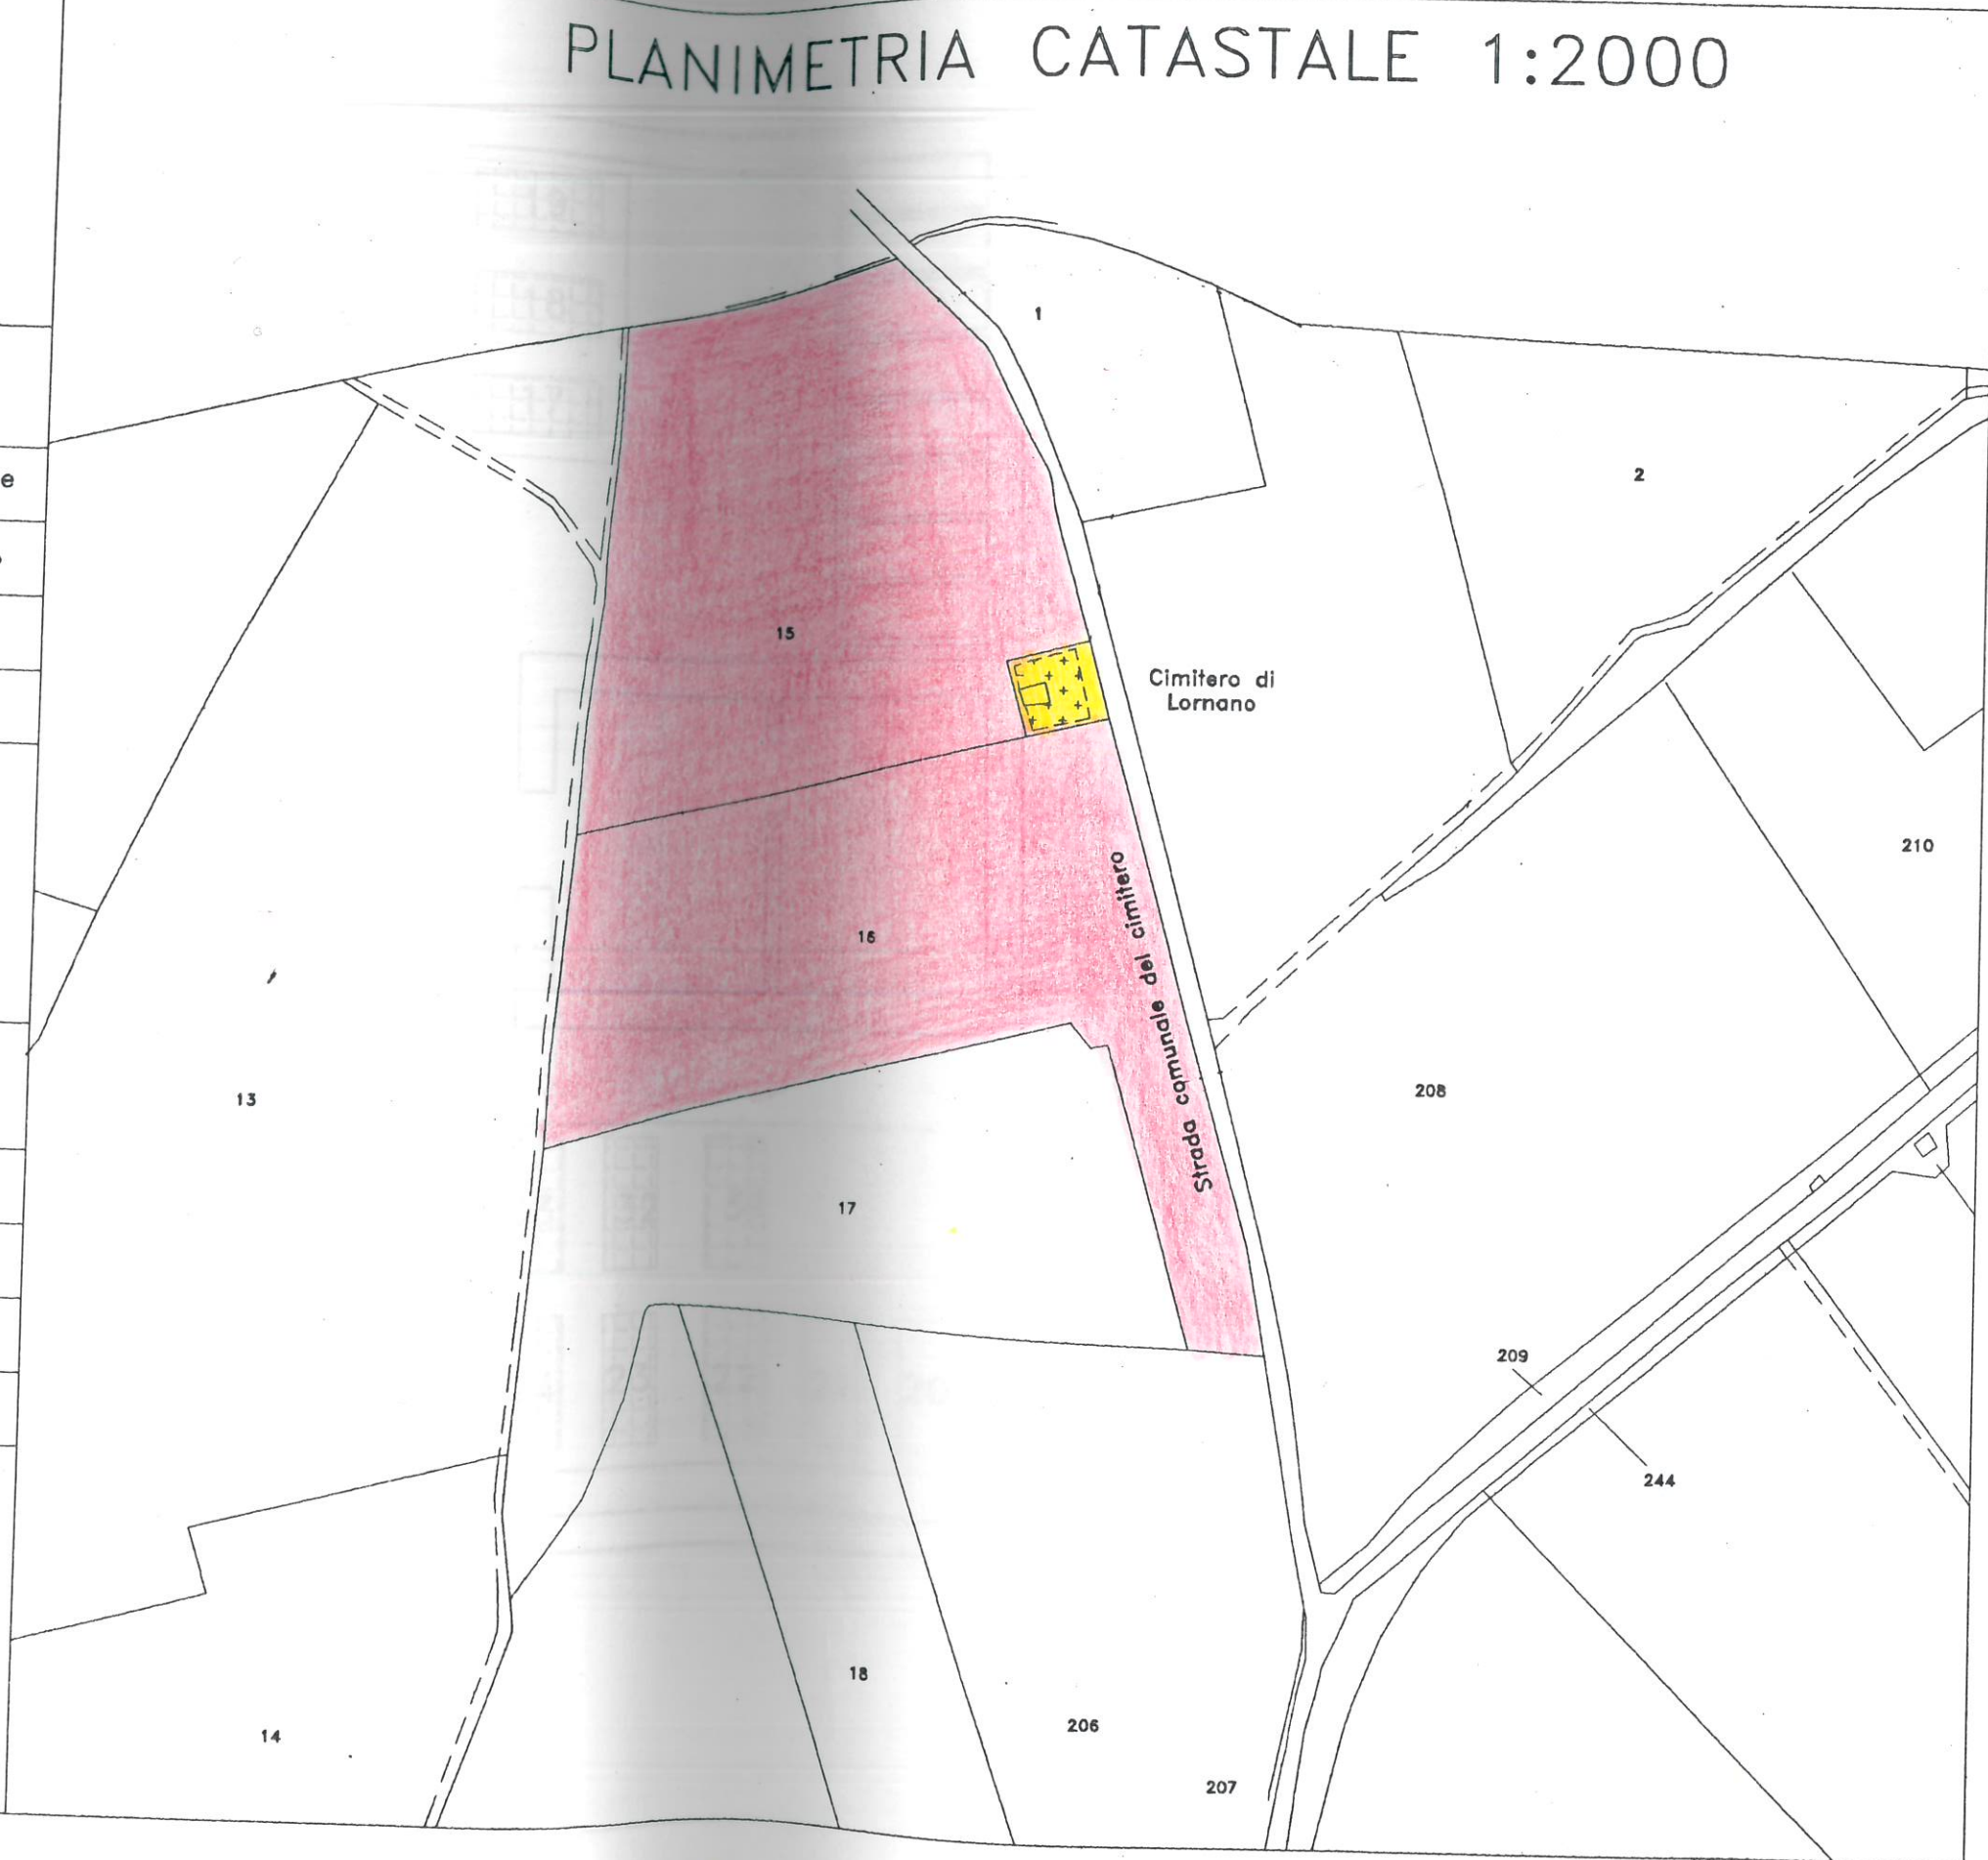 PLANIMETRIA CATASTALE 1:2000
1
2
e
15
Cimitero di
Lornano
210
16
Strada comunale del cimitero
13
208
17
209
244
18
206
14
207